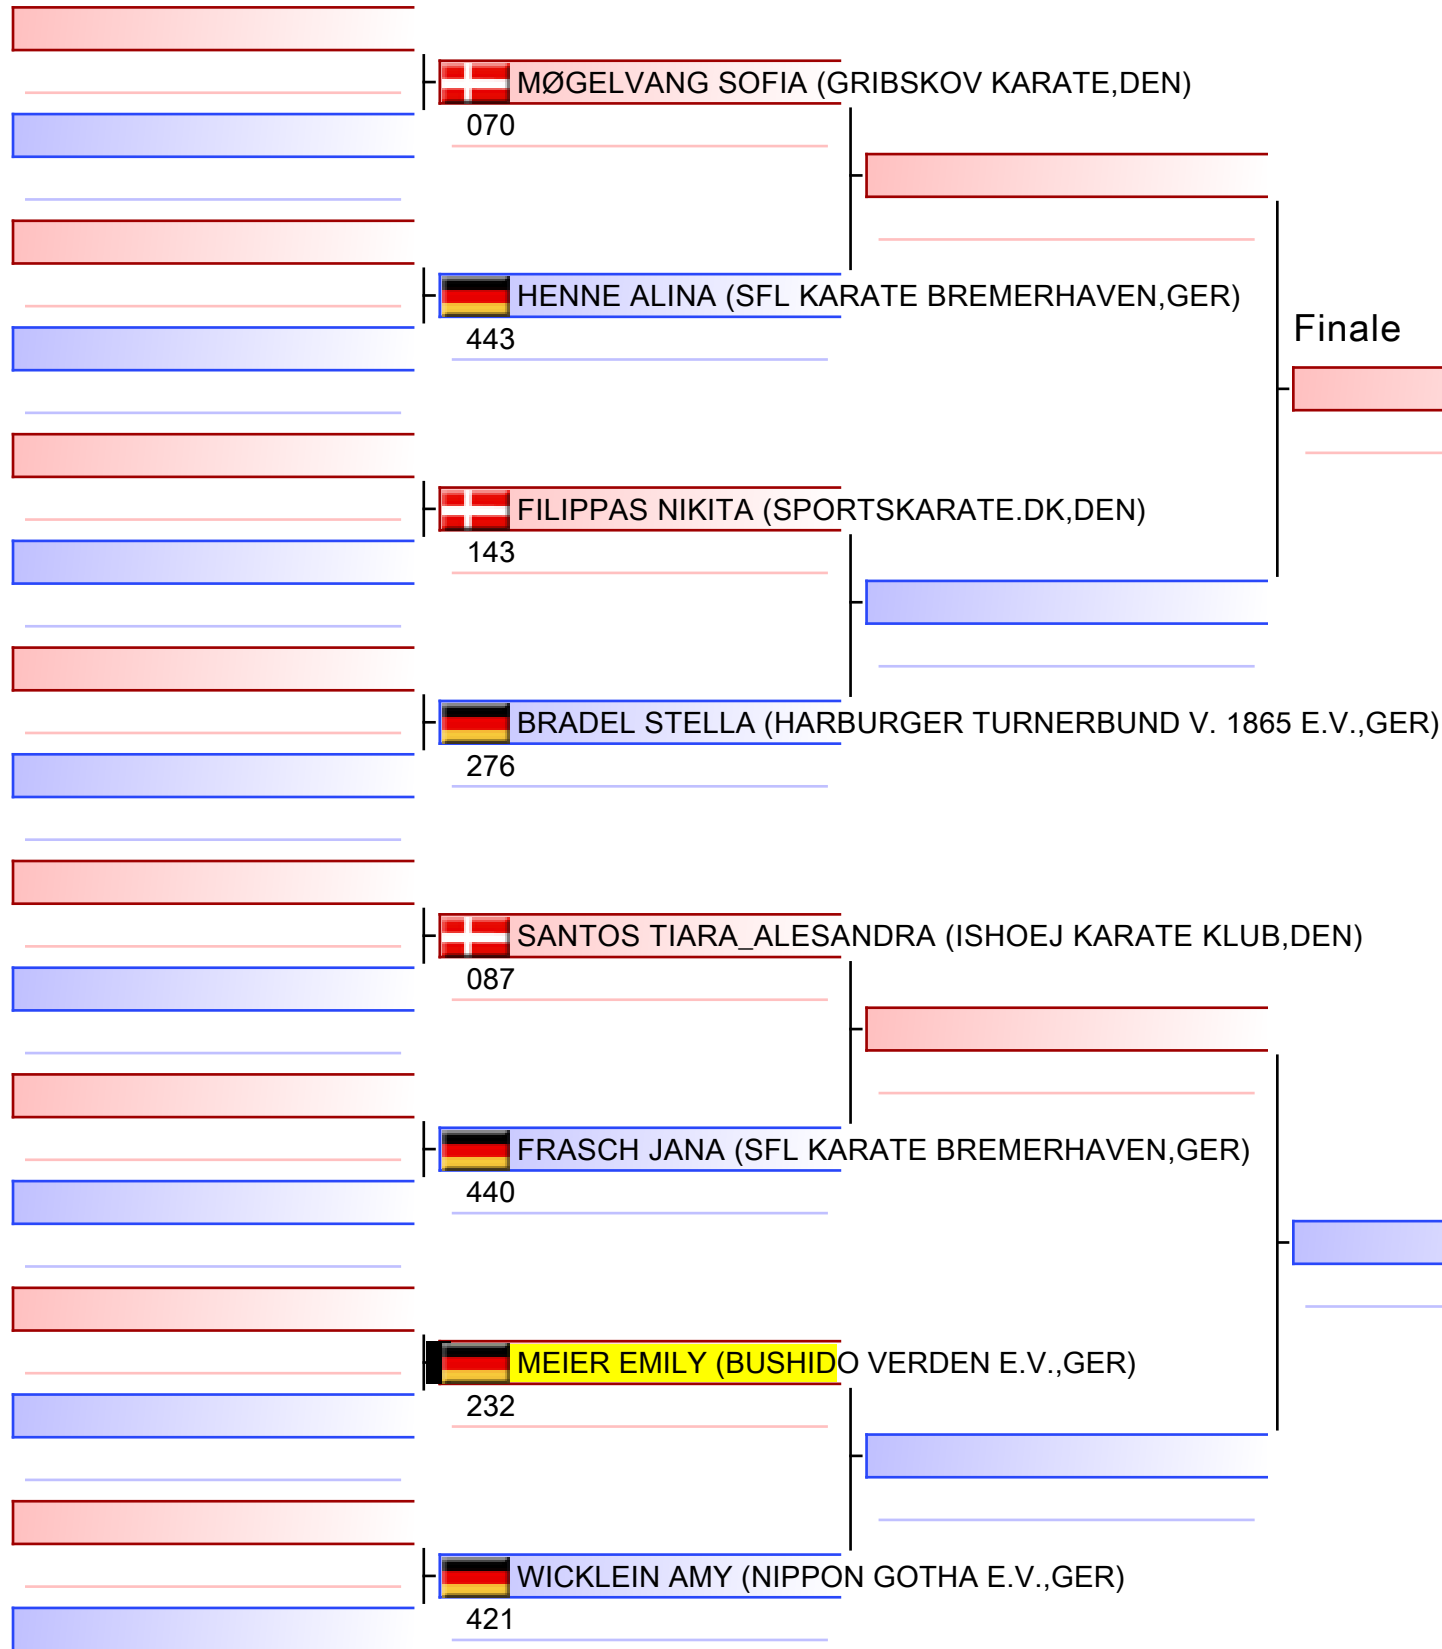 MØGELVANG SOFIA (GRIBSKOV KARATE,DEN)
070
HENNE ALINA (SFL KARATE BREMERHAVEN,GER)
443
Finale
FILIPPAS NIKITA (SPORTSKARATE.DK,DEN)
143
BRADEL STELLA (HARBURGER TURNERBUND V. 1865 E.V.,GER)
276
SANTOS TIARA_ALESANDRA (ISHOEJ KARATE KLUB,DEN)
087
FRASCH JANA (SFL KARATE BREMERHAVEN,GER)
440
MEIER EMILY (BUSHIDO VERDEN E.V.,GER)
232
WICKLEIN AMY (NIPPON GOTHA E.V.,GER)
421